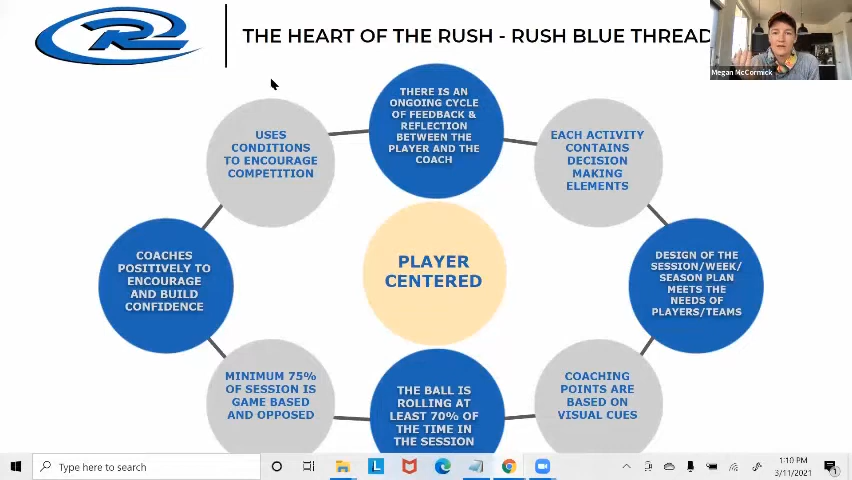 THE HEART OF THE RUSH - RUSH BLUE THREAD
Megan McCormick
THERE IS AN
ONGOING CYCLE
OF FEEDBACK &
REFLECTION
BETWEEN THE
PLAYER AND THE
COACH
USES
CONDITIONS
TO ENCOURAGE
COMPETITION
EACH ACTIVITY
CONTAINS
DECISION
MAKING
ELEMENTS
COACHES
POSITIVELY TO
ENCOURAGE
AND BUILD
CONFIDENCE
PLAYER
CENTERED
DESIGN OF THE
SESSION/WEEK/
SEASON PLAN
MEETS THE
NEEDS OF
PLAYERS/TEAMS
MINIMUM 75%
OF SESSION IS
GAME BASED
AND OPPOSED
THE BALL IS
ROLLING AT
LEAST 70% OF
THE TIME IN
THE SESSION
COACHING
POINTS ARE
BASED ON
VISUAL CUES
Type here to search
L
1:10 PM
3/11/2021